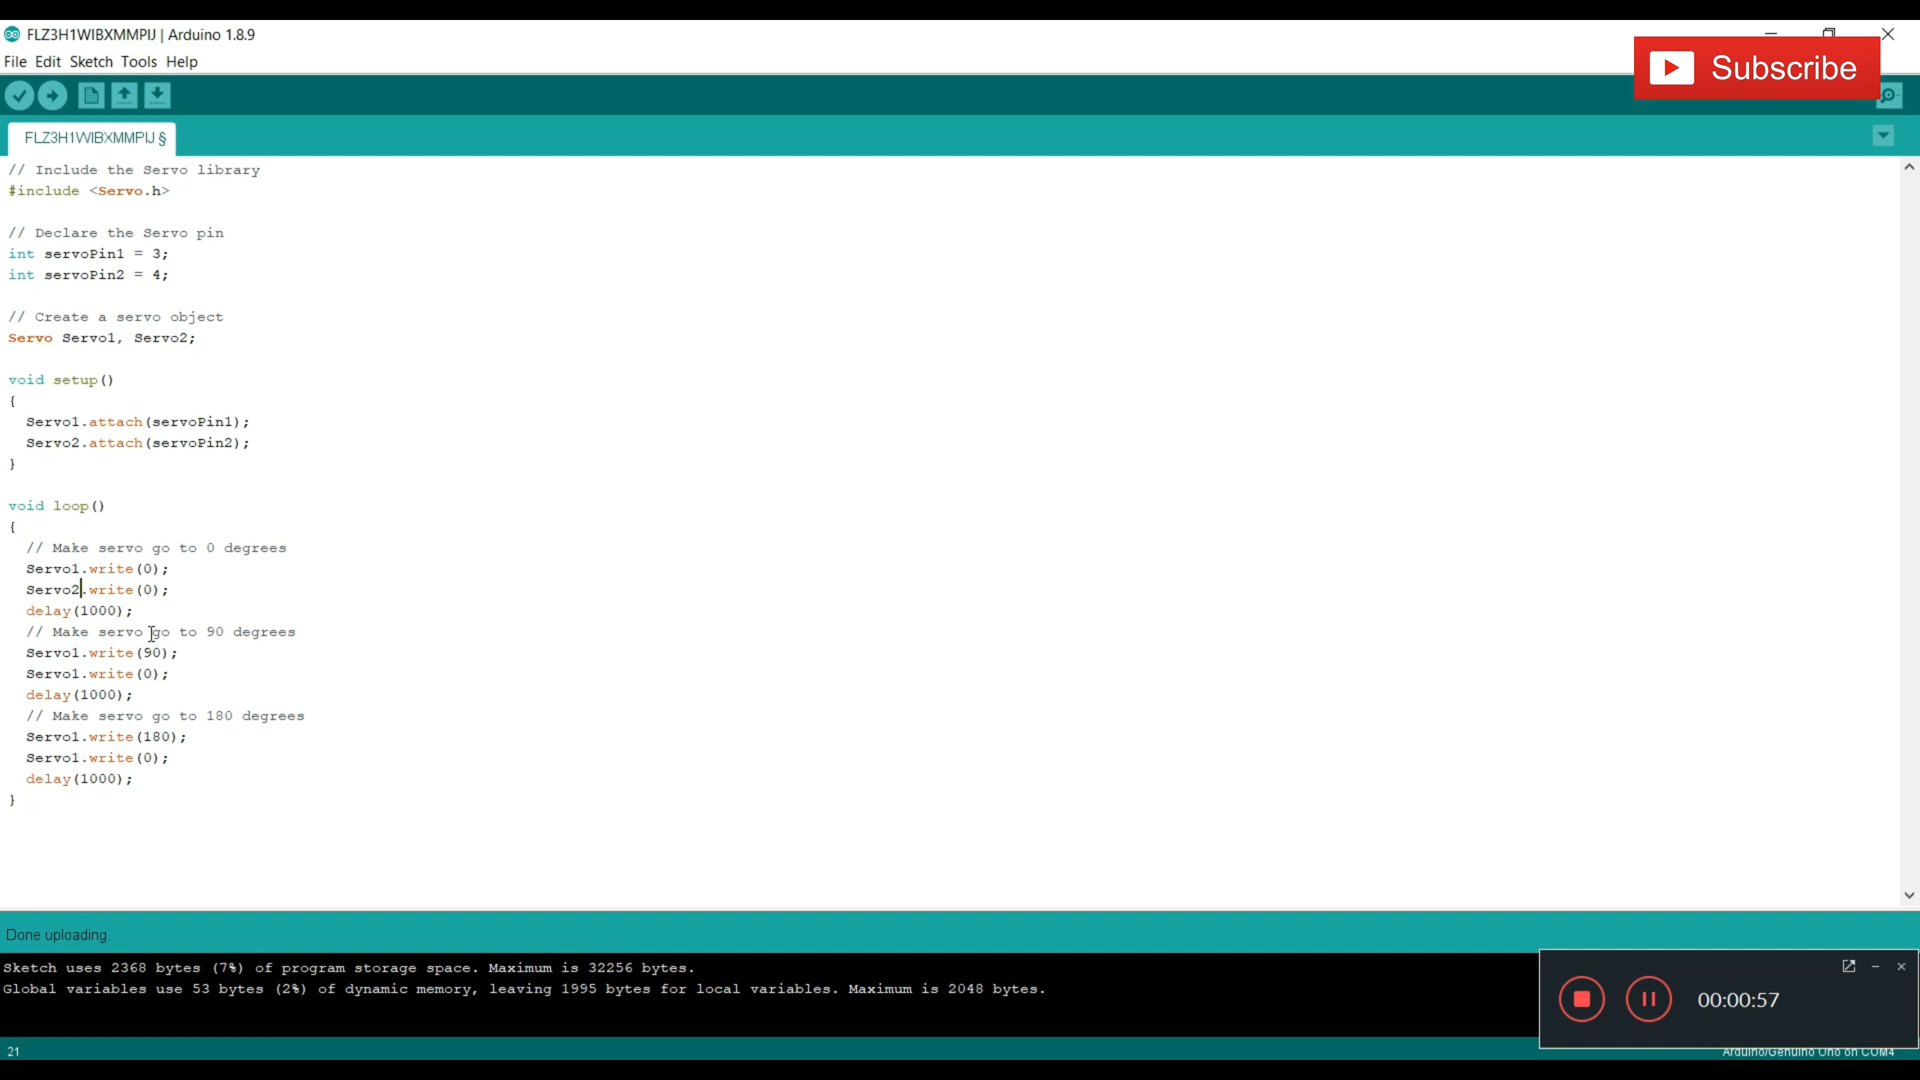 FLZ3H1WIBXMMPIJ | Arduino 1.8.9
File Edit Sketch Tools Help
Subscribe
FLZ3H1WIBXMMPIJ §
// Include the Servo library
#include <Servo.h>
// Declare the Servo pin
int servoPin1 = 3;
int servoPin2 = 4;
// Create a servo object
Servo Servo1, Servo2;
void setup()
{
Servo1.attach(servoPin1);
Servo2.attach(servoPin2);
}
void loop()
{
// Make servo go to 0 degrees
Servo1.write(0);
Servo2.write(0);
delay(1000);
// Make servo go to 90 degrees
Servo1.write(90);
Servo1.write(0);
delay(1000);
// Make servo go to 180 degrees
Servo1.write(180);
Servo1.write(0);
delay(1000);
}
Done uploading.
Sketch uses 2368 bytes (7%) of program storage space. Maximum is 32256 bytes.
Global variables use 53 bytes (2%) of dynamic memory, leaving 1995 bytes for local variables. Maximum is 2048 bytes.
00:00:57
21
Arduino/Genuino Uno on COM4